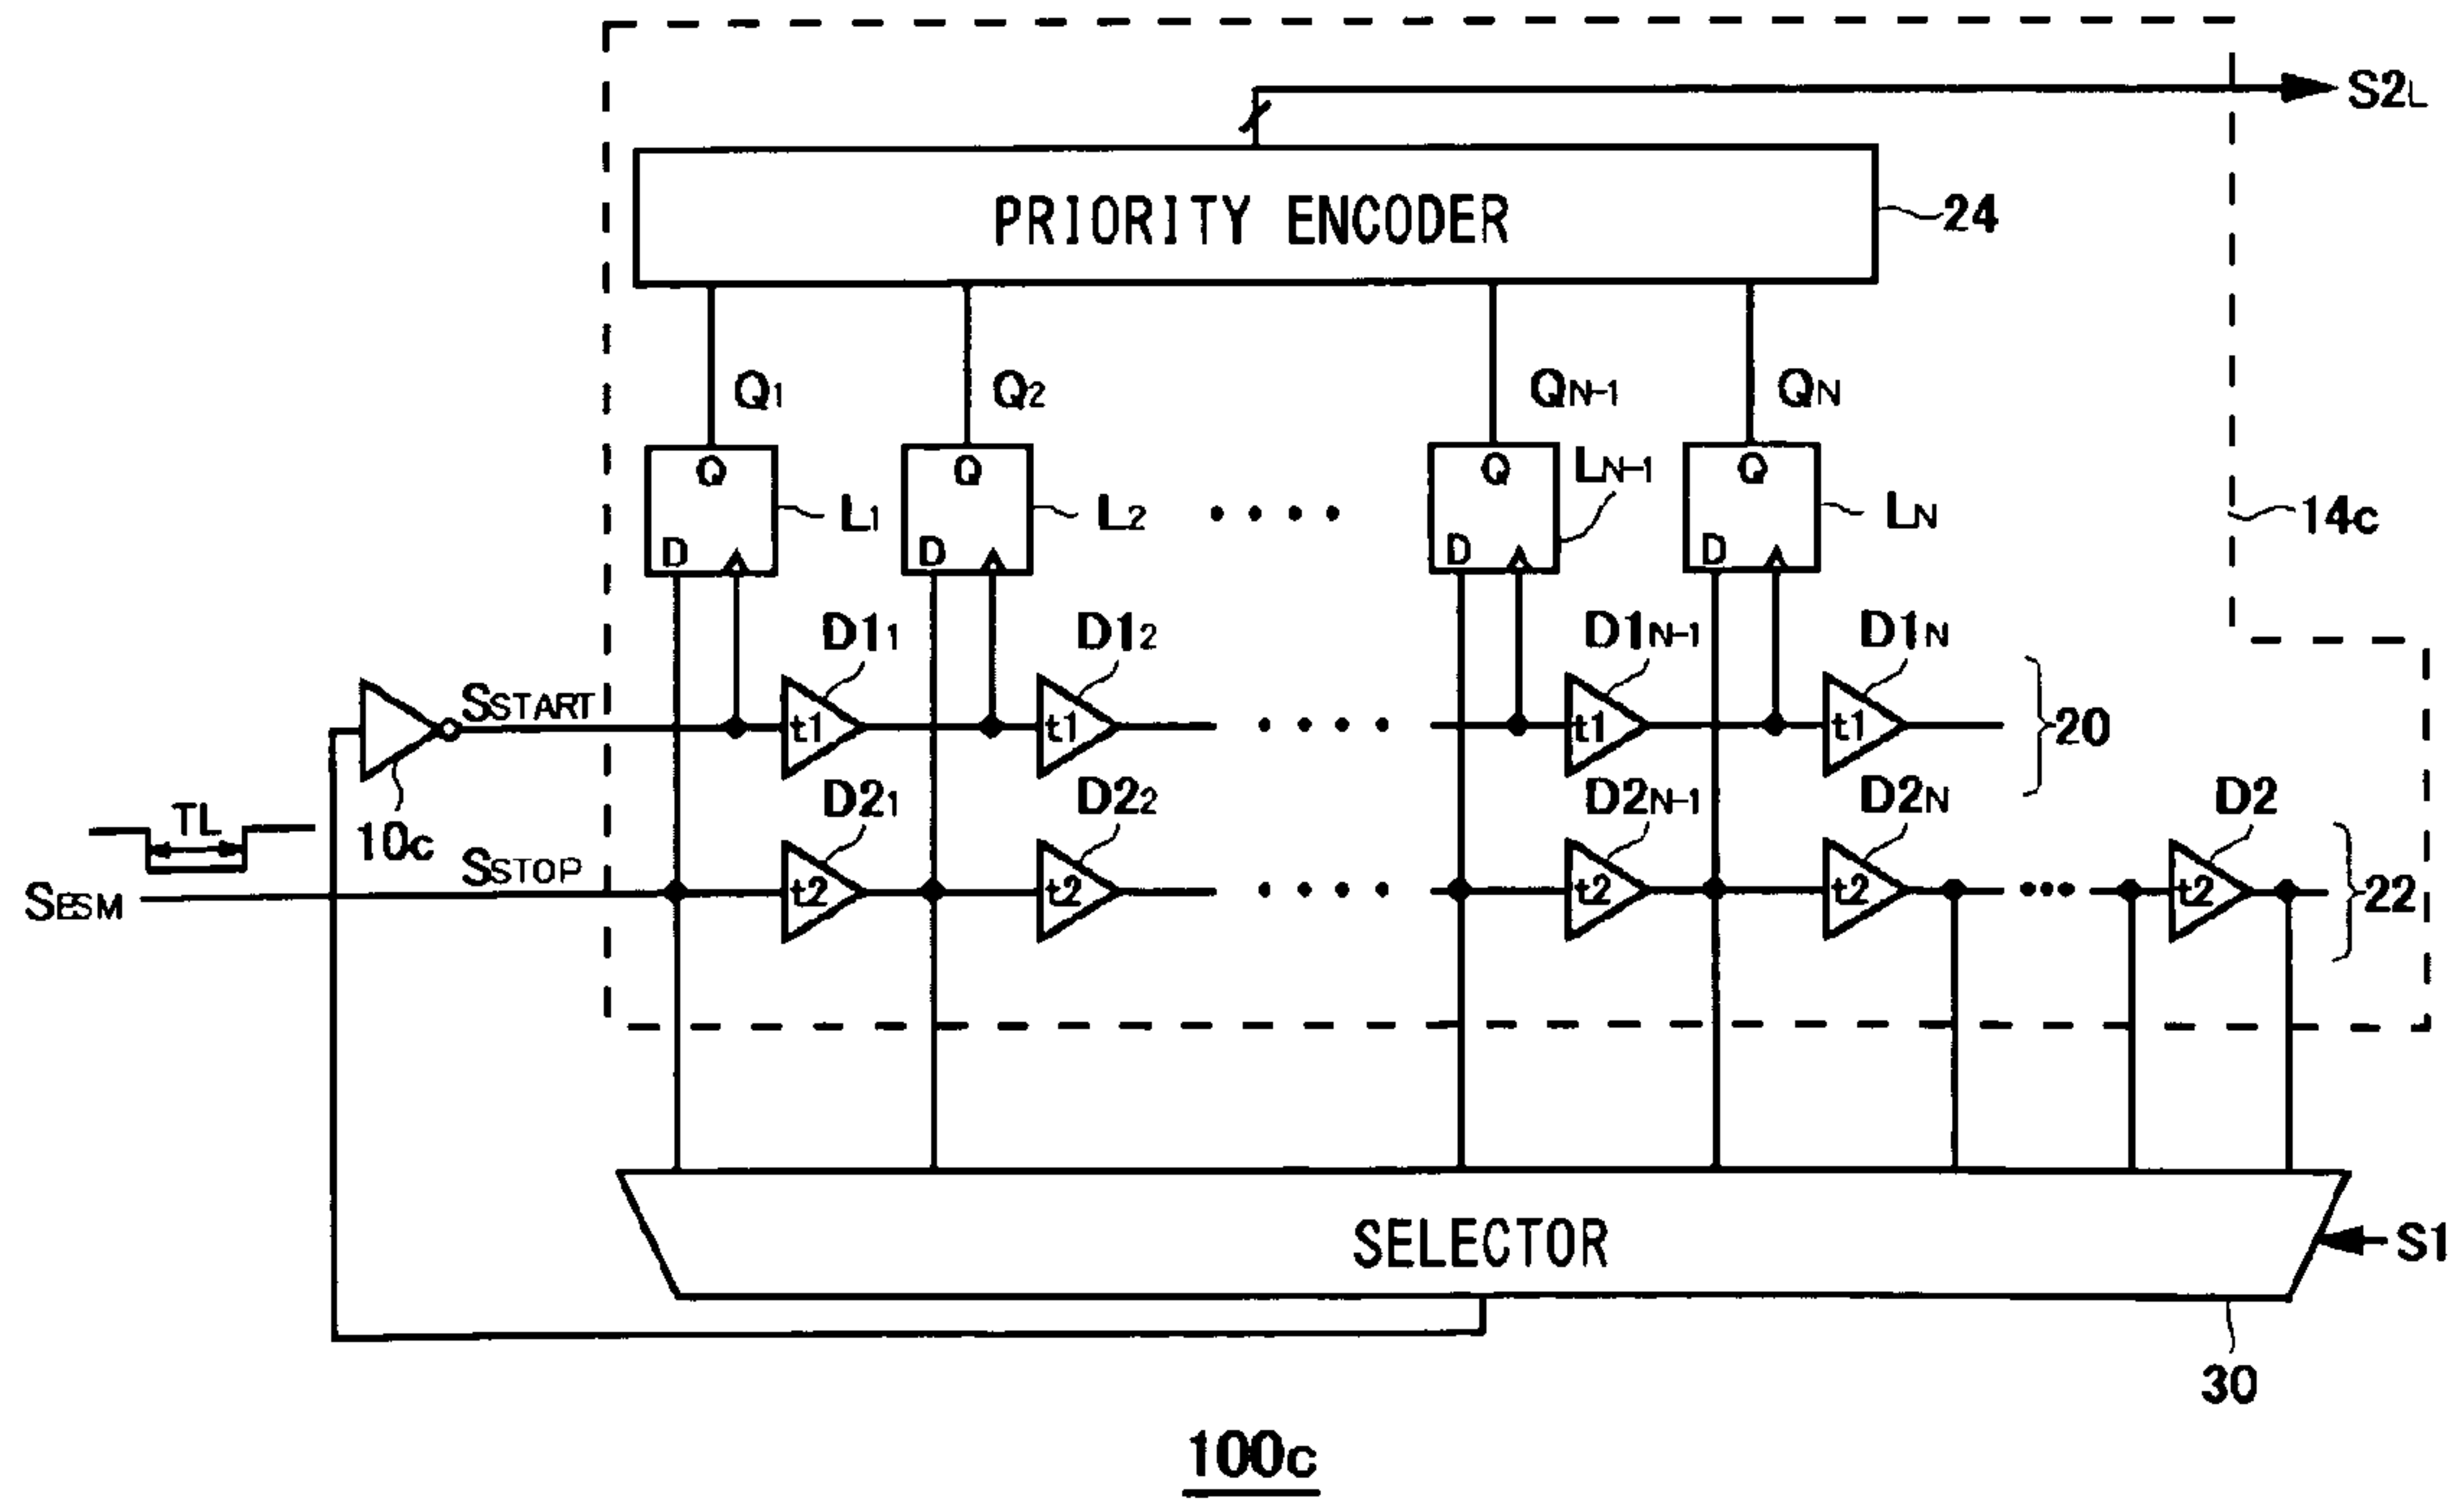 S2L
PRIORITY ENCODER
24
Q1
Q2
QN-1
QN
Q
Q
Q
Q
D
D
D
D
L1
L2
LN-1
LN
14c
D11
D12
D1N-1
D1N
SSTART
t1
t1
t1
t1
20
D21
D22
D2N-1
D2N
D2
TL
10c
SSTOP
SESM
t2
t2
t2
t2
t2
22
SELECTOR
S1
30
100c